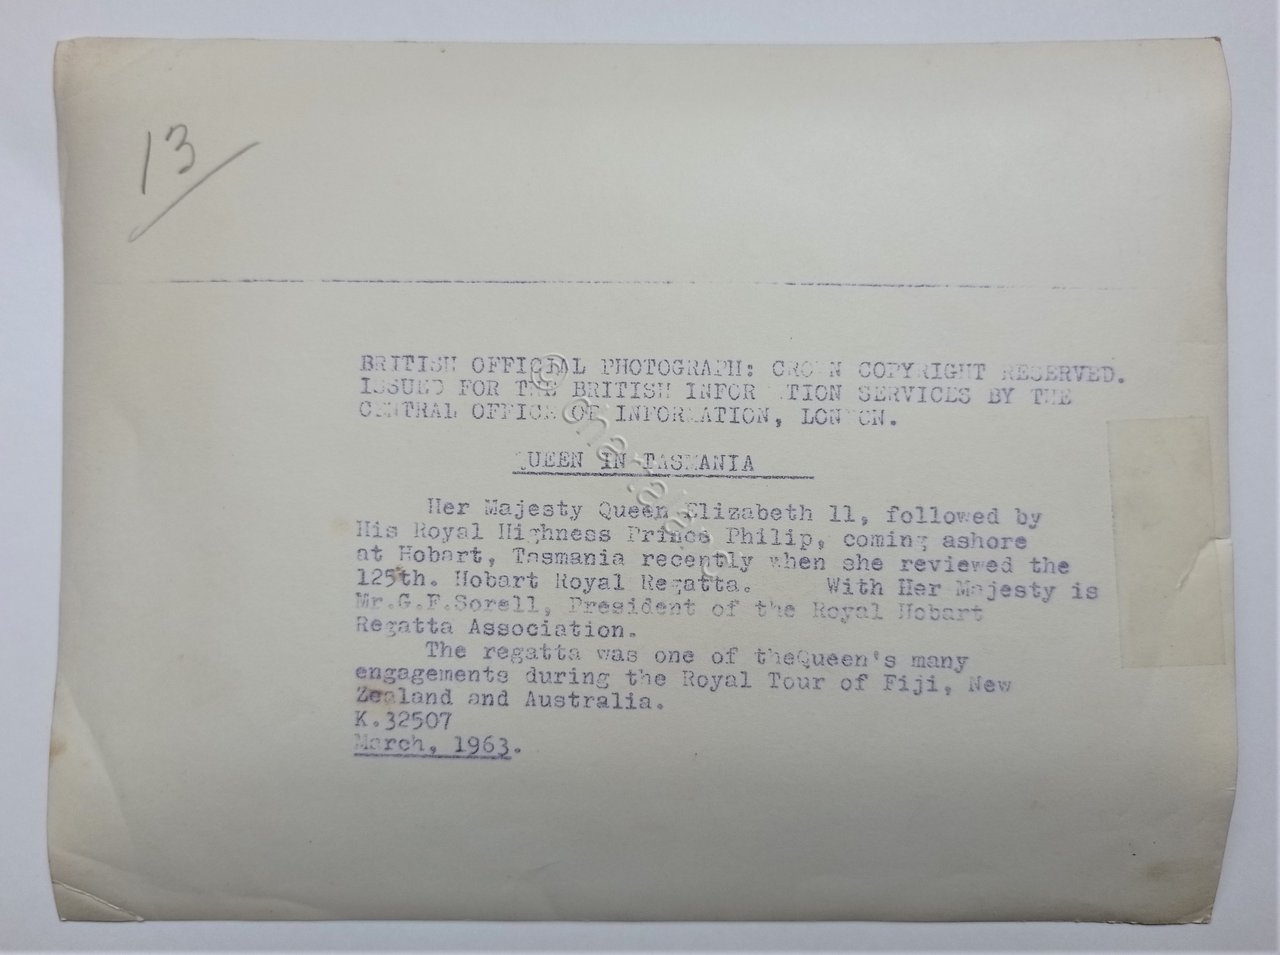 13
BRITISH OFFICIAL PHOTOGRAPH: CROWN COPYRIGHT RESERVED.
ISSUED FOR THE BRITISH INFORMATION SERVICES BY THE
CENTRAL OFFICE OF INFORMATION, LONDON.
QUEEN IN TASMANIA
Her Majesty Queen Elizabeth 11, followed by
His Royal Highness Prince Philip, coming ashore
at Hobart, Tasmania recently when she reviewed the
125th. Hobart Royal Regatta. With Her Majesty is
Mr.G.F.Sorell, President of the Royal Hobart
Regatta Association.
The regatta was one of theQueen's many
engagements during the Royal Tour of Fiji, New
Zealand and Australia.
K.32507
March, 1963.